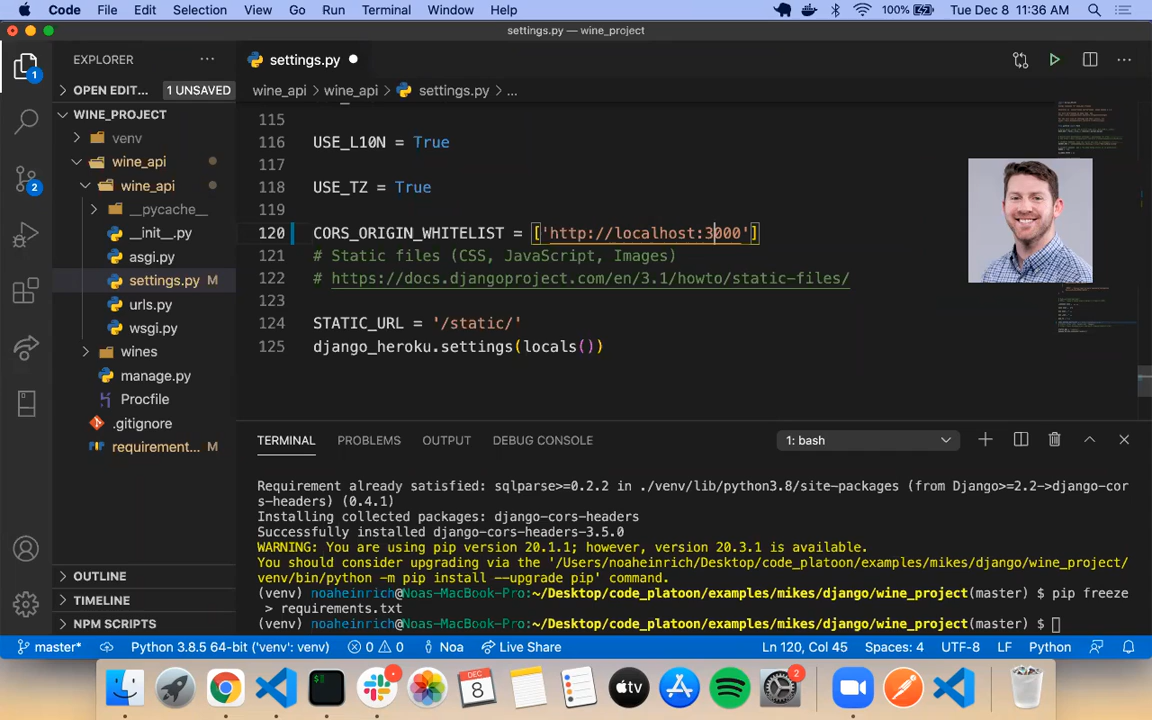 Code File Edit Selection View Go Run Terminal Window Help 100% Tue Dec 8 11:36 AM
settings.py — wine_project
EXPLORER
settings.py
OPEN EDIT... 1 UNSAVED
wine_api > wine_api > settings.py > ...
WINE_PROJECT
venv
wine_api
wine_api
__pycache__
__init__.py
asgi.py
settings.py M
urls.py
wsgi.py
wines
manage.py
Procfile
.gitignore
requirement... M
OUTLINE
TIMELINE
NPM SCRIPTS
1
2
115
116 USE_L10N = True
117
118 USE_TZ = True
119
120 CORS_ORIGIN_WHITELIST = ['http://localhost:3000']
121 # Static files (CSS, JavaScript, Images)
122 # https://docs.djangoproject.com/en/3.1/howto/static-files/
123
124 STATIC_URL = '/static/'
125 django_heroku.settings(locals())
TERMINAL PROBLEMS OUTPUT DEBUG CONSOLE 1: bash
Requirement already satisfied: sqlparse>=0.2.2 in ./venv/lib/python3.8/site-packages (from Django>=2.2->django-cor
s-headers) (0.4.1)
Installing collected packages: django-cors-headers
Successfully installed django-cors-headers-3.5.0
WARNING: You are using pip version 20.1.1; however, version 20.3.1 is available.
You should consider upgrading via the '/Users/noaheinrich/Desktop/code_platoon/examples/mikes/django/wine_project/
venv/bin/python -m pip install --upgrade pip' command.
(venv) noaheinrich@Noas-MacBook-Pro:~/Desktop/code_platoon/examples/mikes/django/wine_project(master) $ pip freeze
> requirements.txt
(venv) noaheinrich@Noas-MacBook-Pro:~/Desktop/code_platoon/examples/mikes/django/wine_project(master) $
master* Python 3.8.5 64-bit ('venv': venv) 0 0 Noa Live Share Ln 120, Col 45 Spaces: 4 UTF-8 LF Python
DEC
8
tv
2